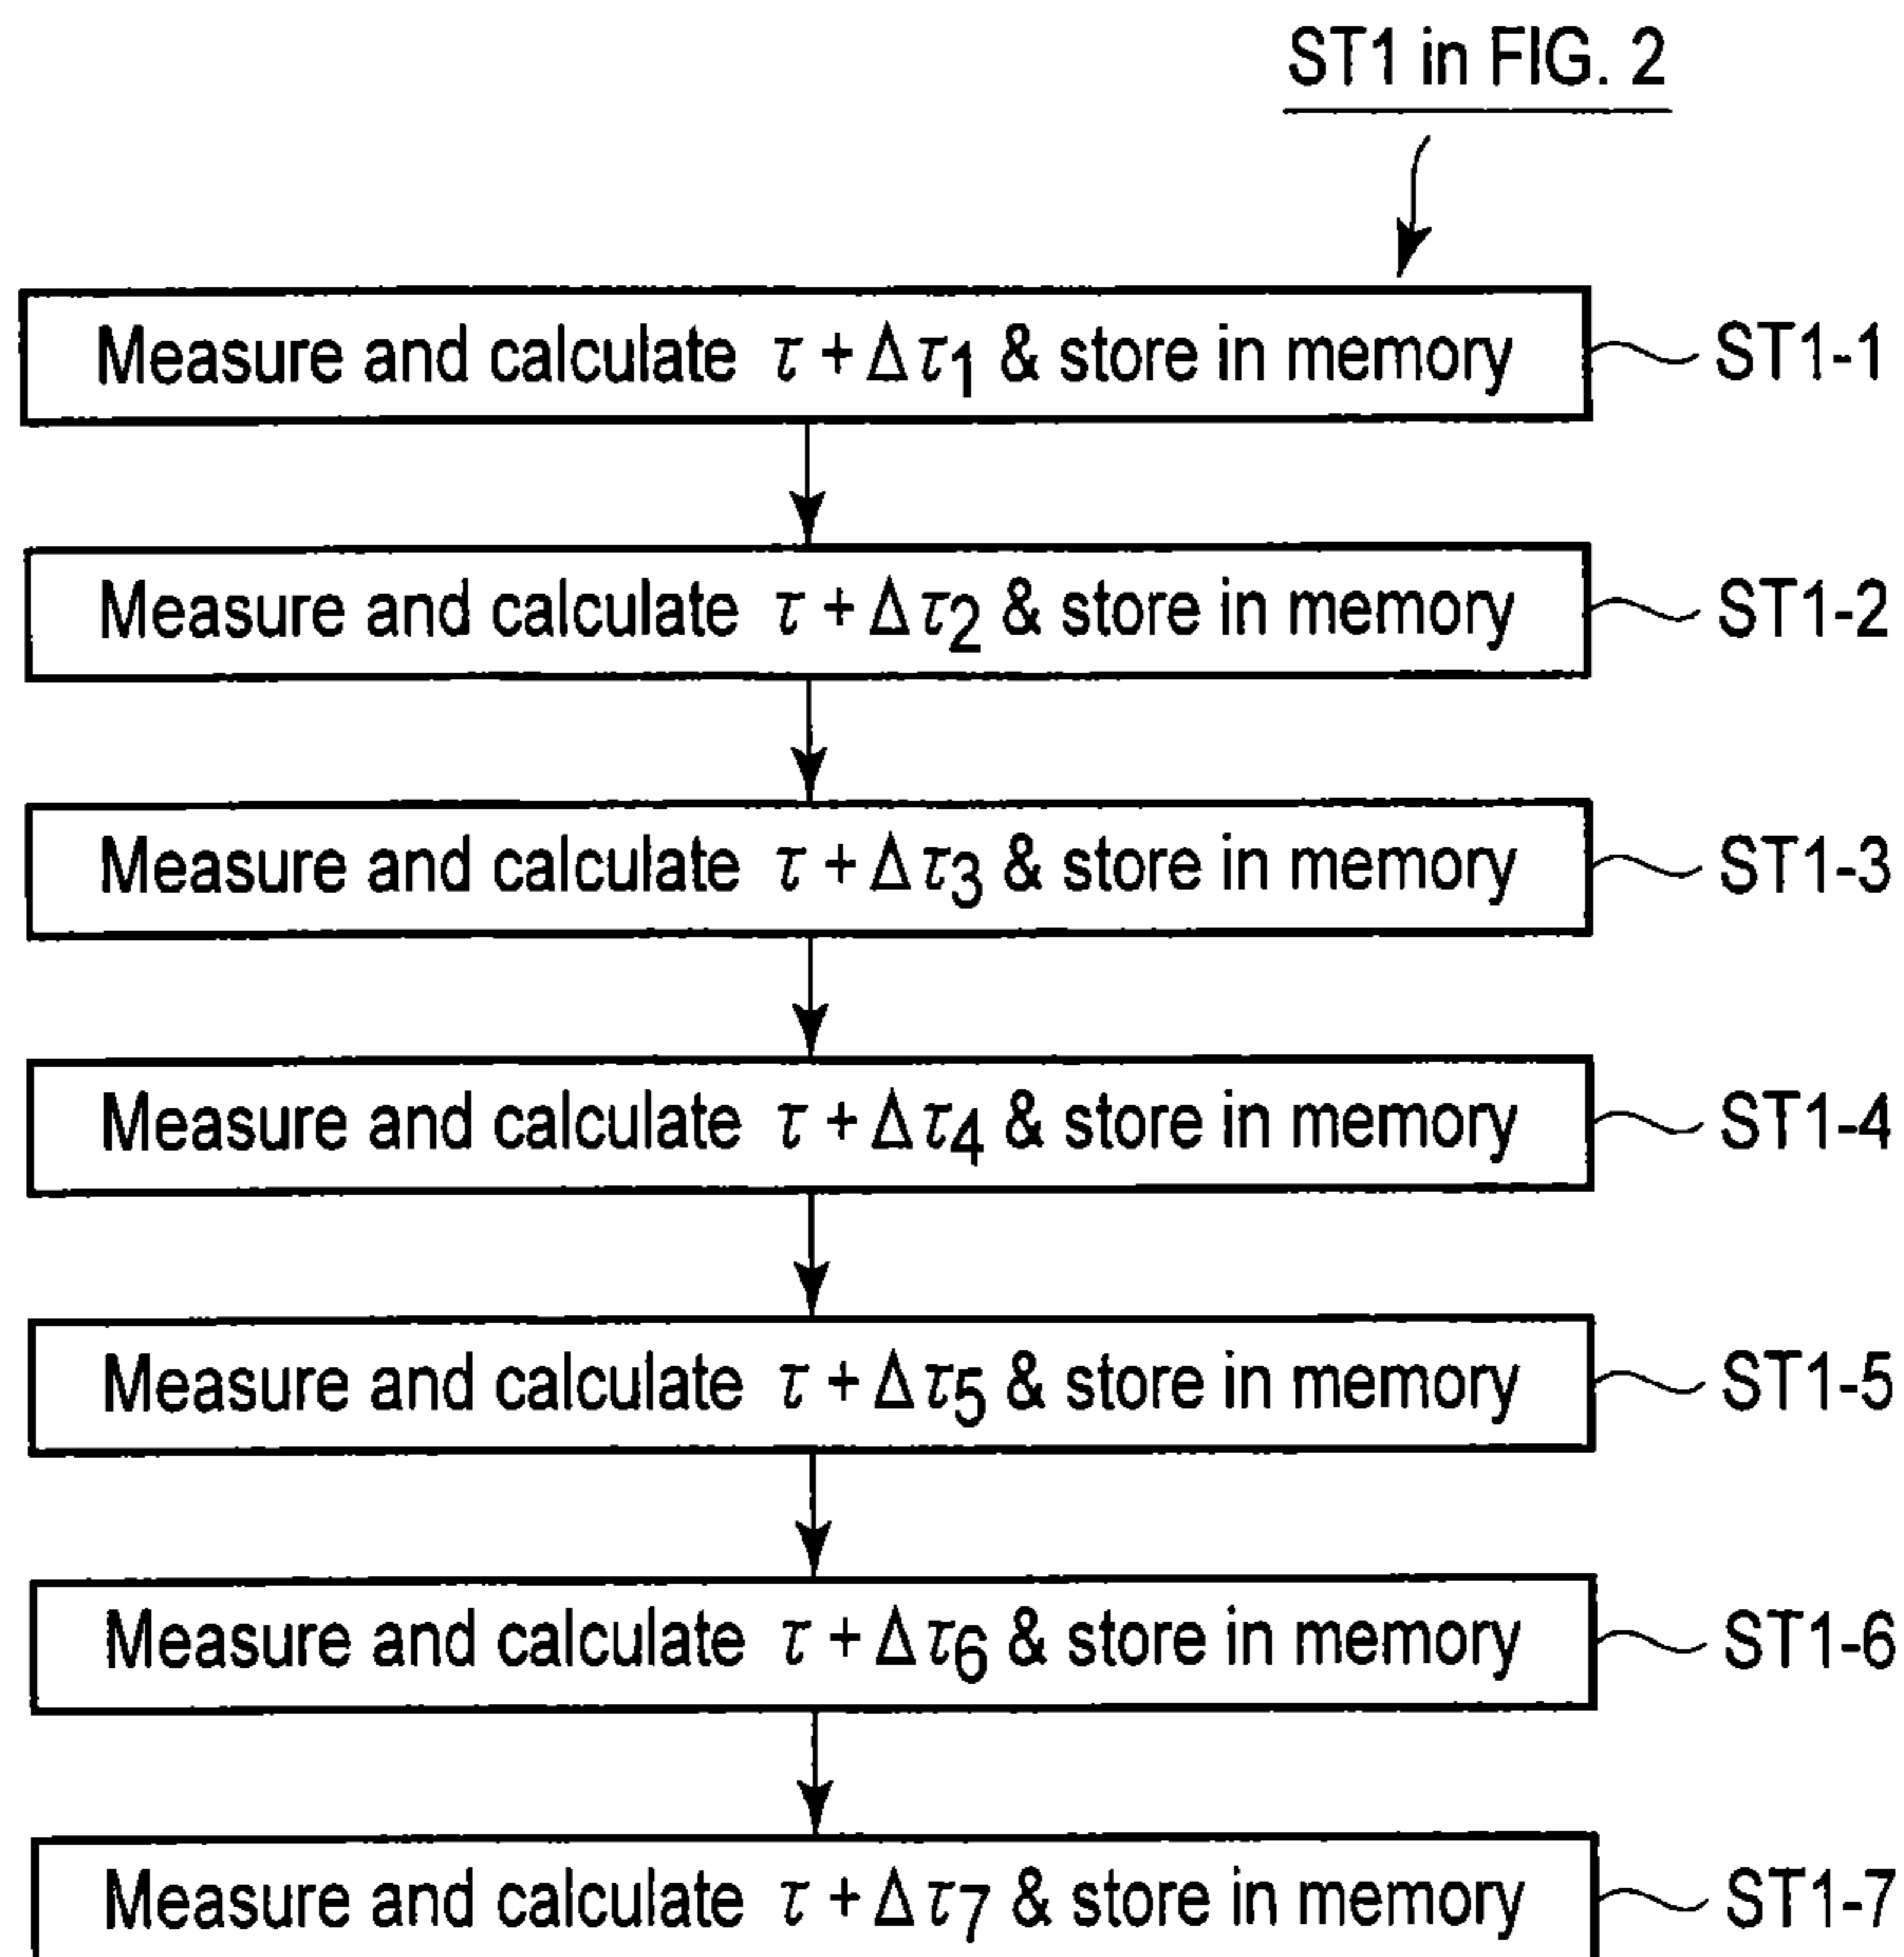 ST1 in FIG. 2
Measure and calculate τ + Δτ1 & store in memory ST1-1
Measure and calculate τ + Δτ2 & store in memory ST1-2
Measure and calculate τ + Δτ3 & store in memory ST1-3
Measure and calculate τ + Δτ4 & store in memory ST1-4
Measure and calculate τ + Δτ5 & store in memory ST1-5
Measure and calculate τ + Δτ6 & store in memory ST1-6
Measure and calculate τ + Δτ7 & store in memory ST1-7